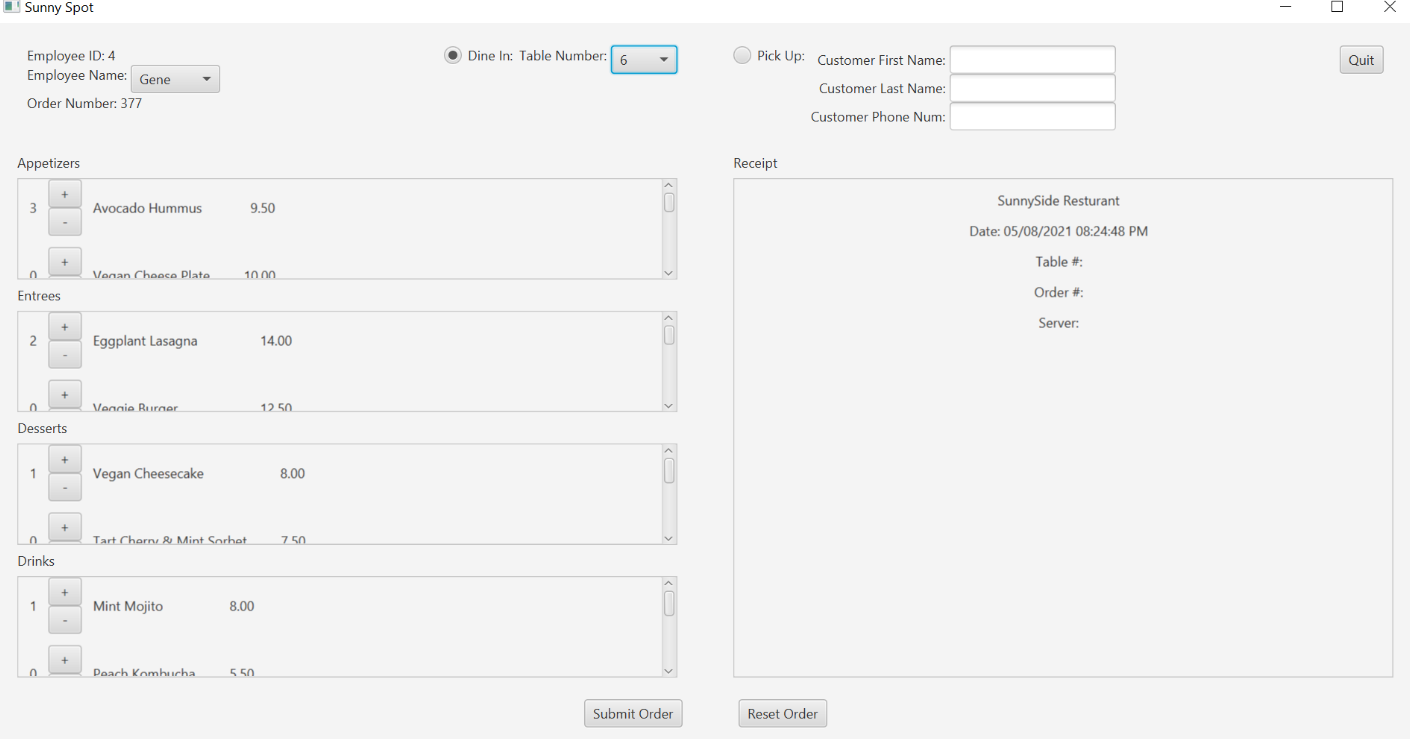 Sunny Spot
Employee ID: 4
Employee Name: Gene
Order Number: 377
Dine In: Table Number: 6
Pick Up: Customer First Name:
Customer Last Name:
Customer Phone Num:
Quit
Appetizers
3 + - Avocado Hummus 9.50
0 + Vegan Cheese Plate 10.00
Entrees
2 + - Eggplant Lasagna 14.00
0 + Veggie Burger 12.50
Desserts
1 + - Vegan Cheesecake 8.00
0 + Tart Cherry & Mint Sorbet 7.50
Drinks
1 + - Mint Mojito 8.00
0 + Peach Kombucha 5.50
Receipt
SunnySide Resturant
Date: 05/08/2021 08:24:48 PM
Table #:
Order #:
Server:
Submit Order
Reset Order